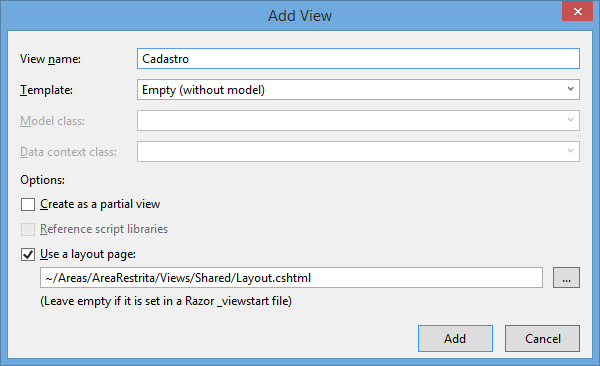 Add View
View name:
Cadastro
Template:
Empty (without model)
Model class:
Data context class:
Options:
Create as a partial view
Reference script libraries
Use a layout page:
~/Areas/AreaRestrita/Views/Shared/Layout.cshtml
...
(Leave empty if it is set in a Razor _viewstart file)
Add
Cancel